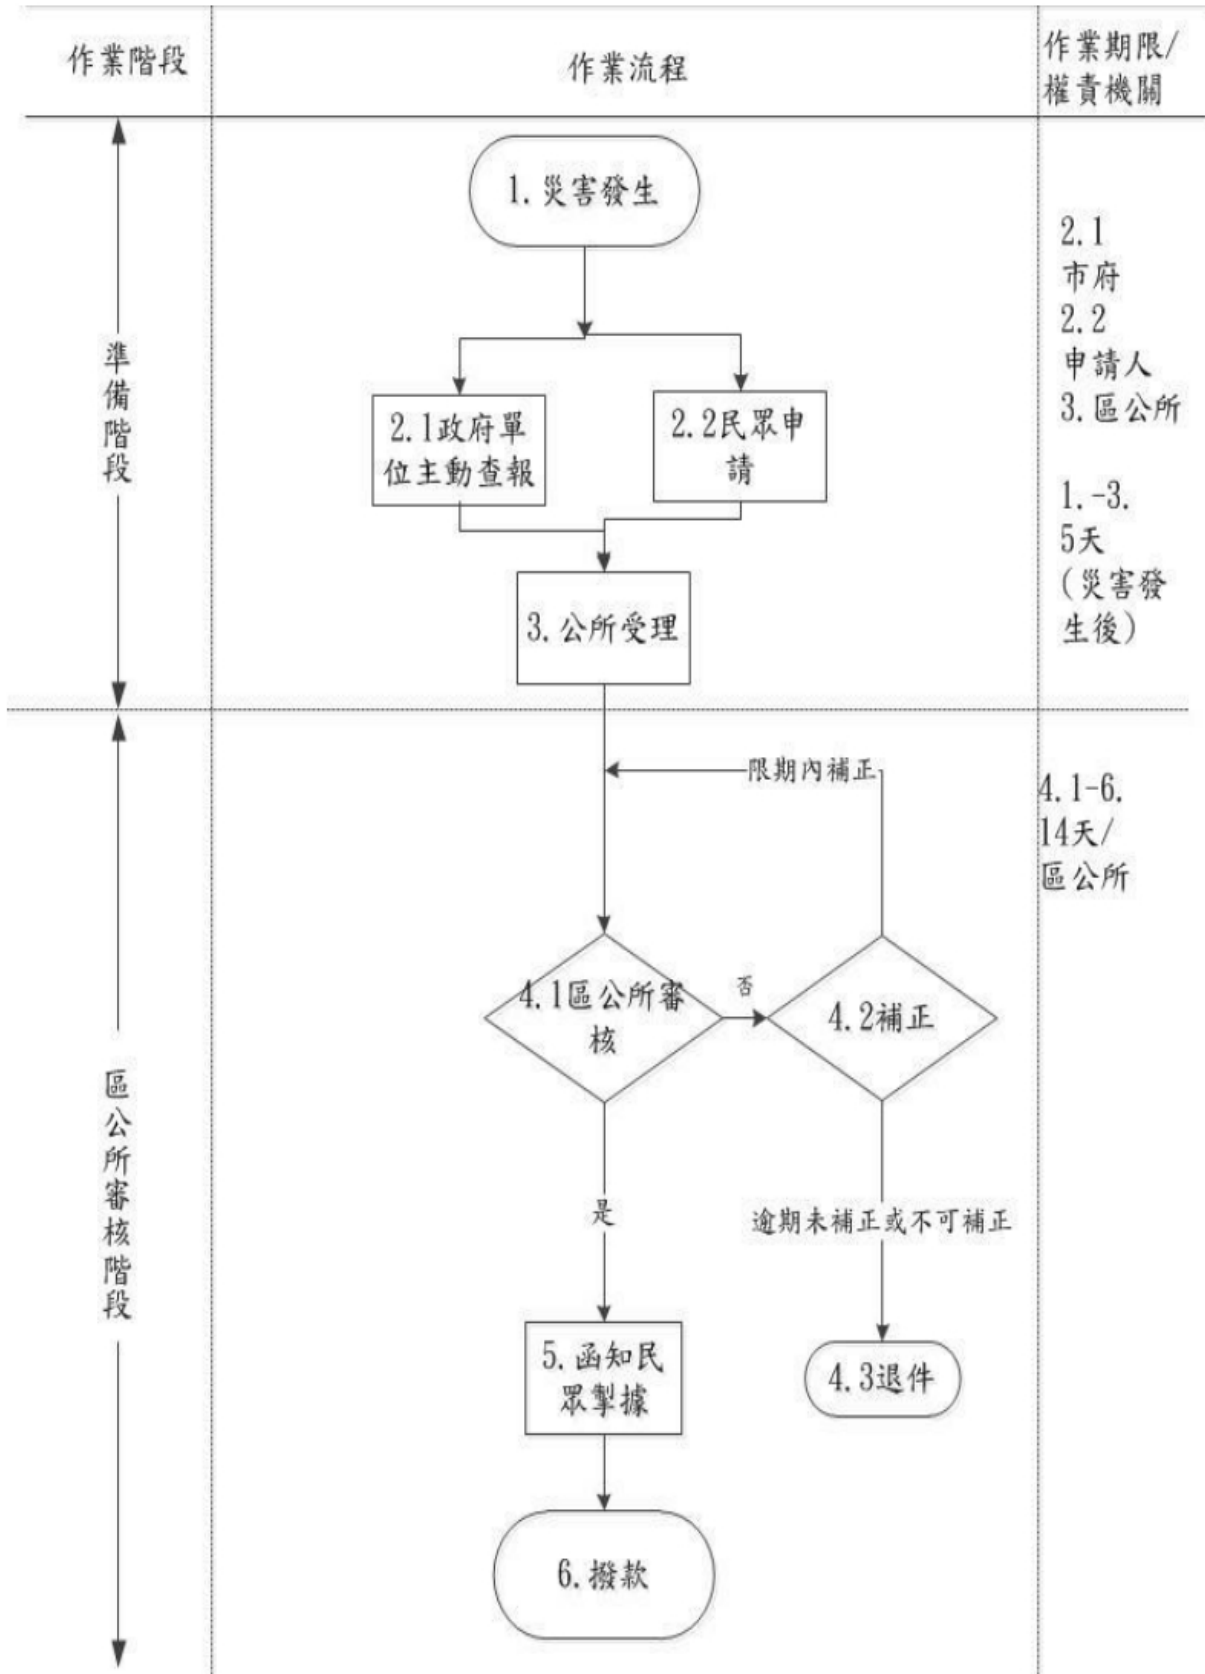 作業階段
作業流程
作業期限/
權責機關
準備階段
1.災害發生
2.1政府單
位主動查報
2.2民眾申
請
3.公所受理
2.1
市府
2.2
申請人
3.區公所
1.-3.
5天
(災害發
生後)
區公所審核階段
限期內補正
4.1區公所審
核
否
4.2補正
是
逾期未補正或不可補正
5.函知民
眾掣據
4.3退件
6.撥款
4.1-6.
14天/
區公所